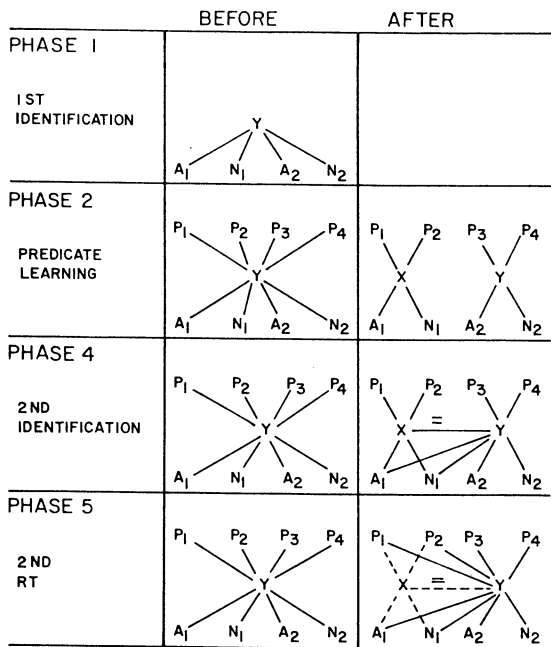 BEFORE AFTER
PHASE 1
1ST
IDENTIFICATION
Y
A1 N1 A2 N2
PHASE 2
PREDICATE
LEARNING
P1 P2 P3 P4 P1 P2 P3 P4
Y X Y
A1 N1 A2 N2 A1 N1 A2 N2
PHASE 4
2ND
IDENTIFICATION
P1 P2 P3 P4 P1 P2 P3 P4
Y X = Y
A1 N1 A2 N2 A1 N1 A2 N2
PHASE 5
2ND
RT
P1 P2 P3 P4 P1 P2 P3 P4
Y X = Y
A1 N1 A2 N2 A1 N1 A2 N2